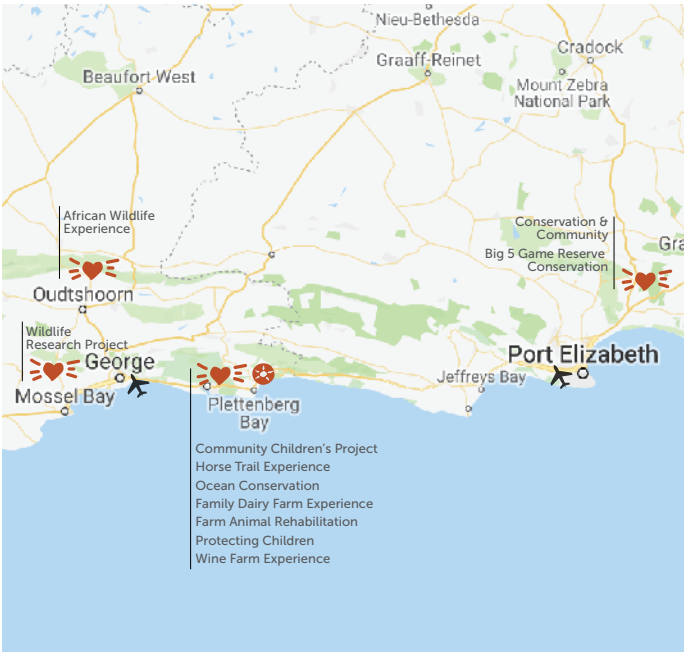 Nieu-Bethesda
Graaff-Reinet
Cradock
Beaufort West
Mount Zebra
National Park
African Wildlife
Experience
Conservation &
Community
Big 5 Game Reserve
Conservation
Gra
Oudtshoorn
Wildlife
Research Project
George
Port Elizabeth
Mossel Bay
Jeffreys Bay
Plettenberg
Bay
Community Children's Project
Horse Trail Experience
Ocean Conservation
Family Dairy Farm Experience
Farm Animal Rehabilitation
Protecting Children
Wine Farm Experience